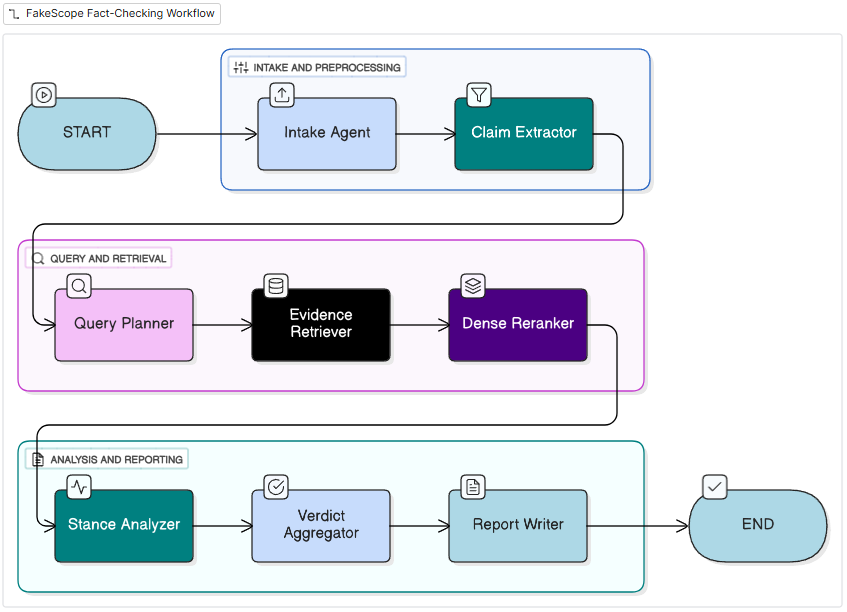 FakeScope Fact-Checking Workflow
INTAKE AND PREPROCESSING
START
Intake Agent
Claim Extractor
QUERY AND RETRIEVAL
Query Planner
Evidence
Retriever
Dense Reranker
ANALYSIS AND REPORTING
Stance Analyzer
Verdict
Aggregator
Report Writer
END